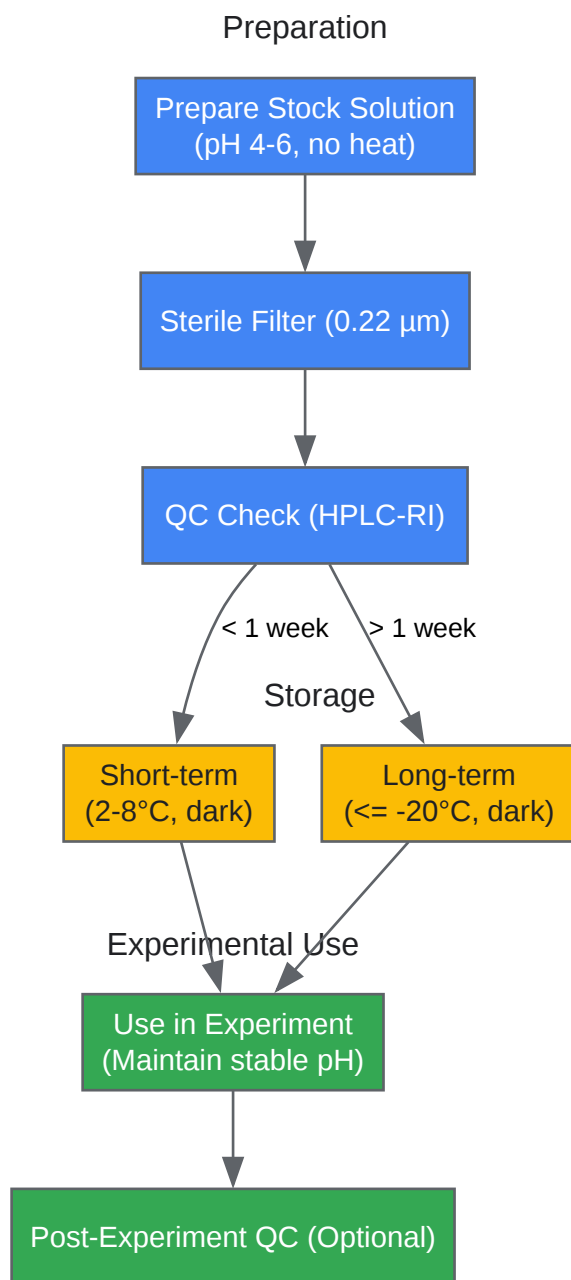 Preparation
Prepare Stock Solution
(pH 4-6, no heat)
Sterile Filter (0.22 µm)
QC Check (HPLC-RI)
< 1 week
> 1 week
Storage
Short-term
(2-8°C, dark)
Long-term
(<= -20°C, dark)
Experimental Use
Use in Experiment
(Maintain stable pH)
Post-Experiment QC (Optional)